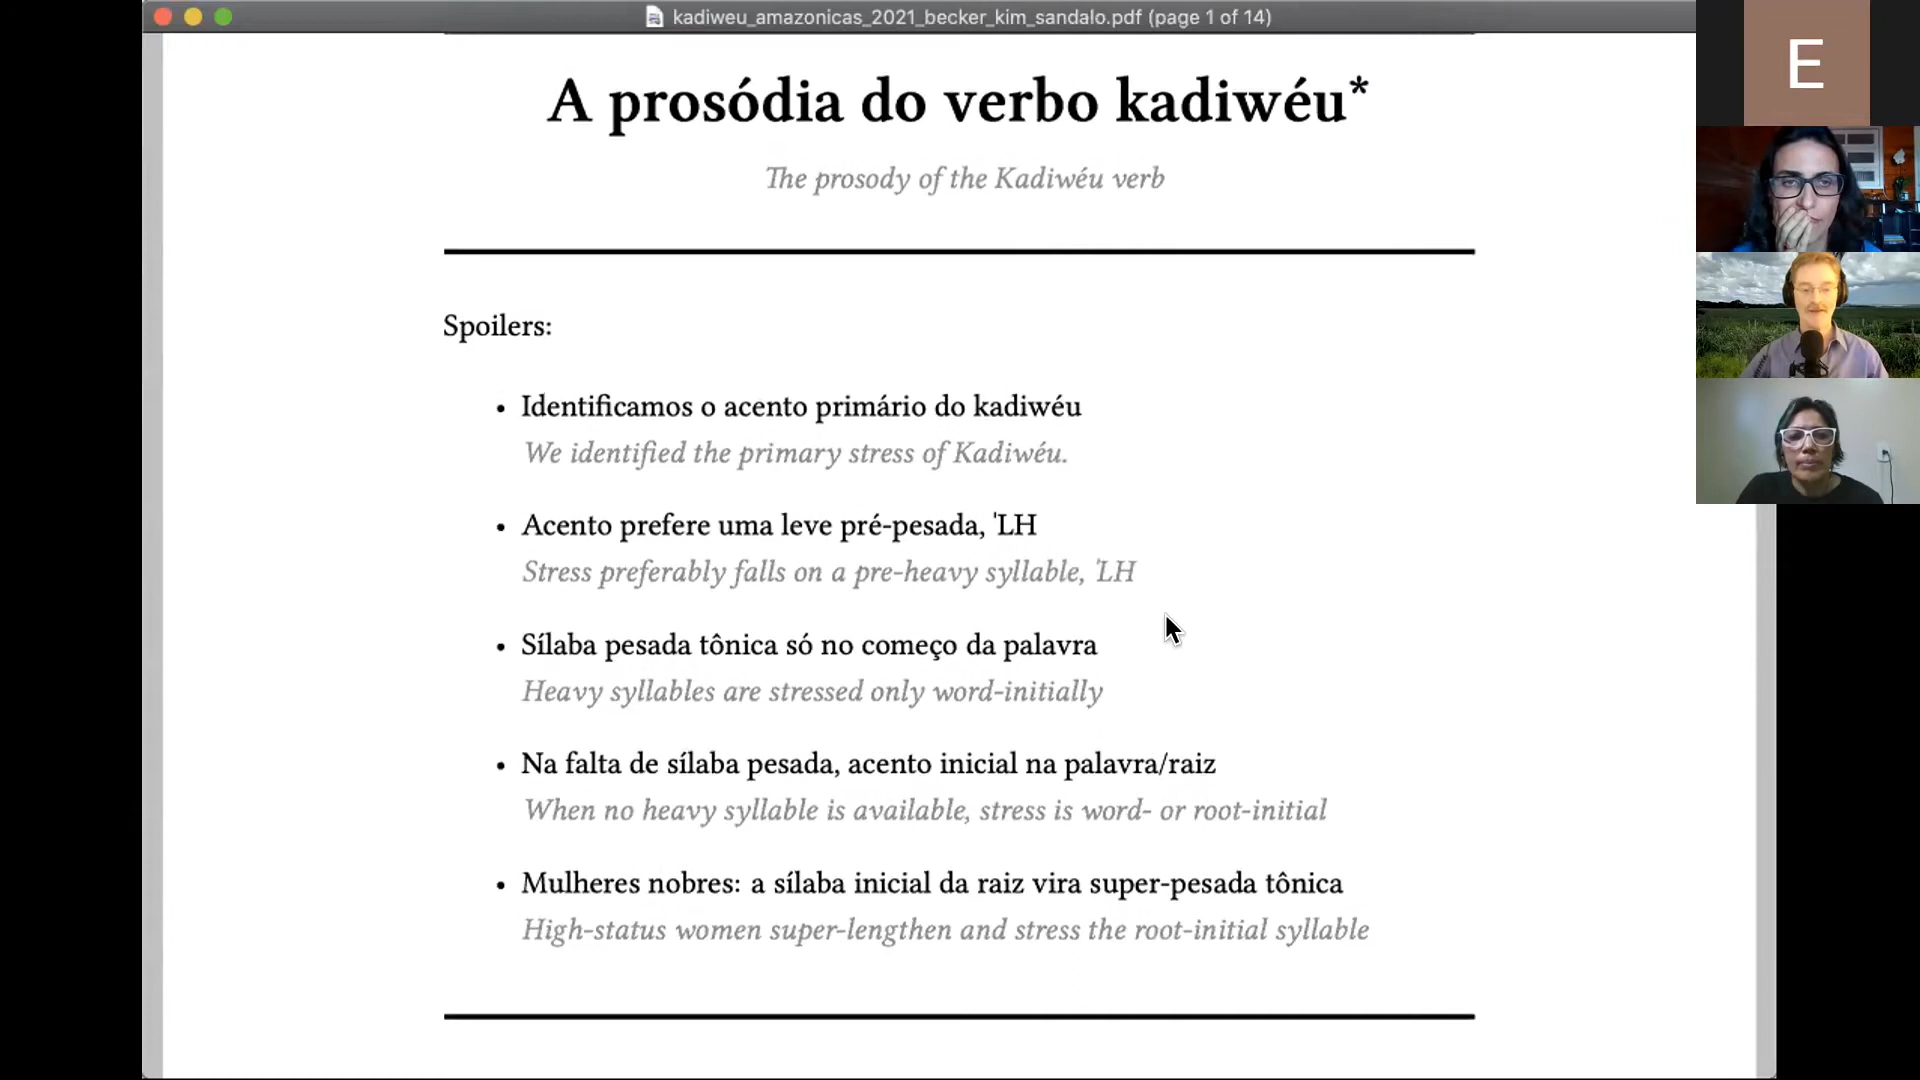 kadiweu_amazonicas_2021_becker_kim_sandalo.pdf (page 1 of 14)
E
A prosódia do verbo kadiwéu*
The prosody of the Kadiwéu verb
Spoilers:
• Identificamos o acento primário do kadiwéu
We identified the primary stress of Kadiwéu.
• Acento prefere uma leve pré-pesada, ˈLH
Stress preferably falls on a pre-heavy syllable, ˈLH
• Sílaba pesada tônica só no começo da palavra
Heavy syllables are stressed only word-initially
• Na falta de sílaba pesada, acento inicial na palavra/raiz
When no heavy syllable is available, stress is word- or root-initial
• Mulheres nobres: a sílaba inicial da raiz vira super-pesada tônica
High-status women super-lengthen and stress the root-initial syllable